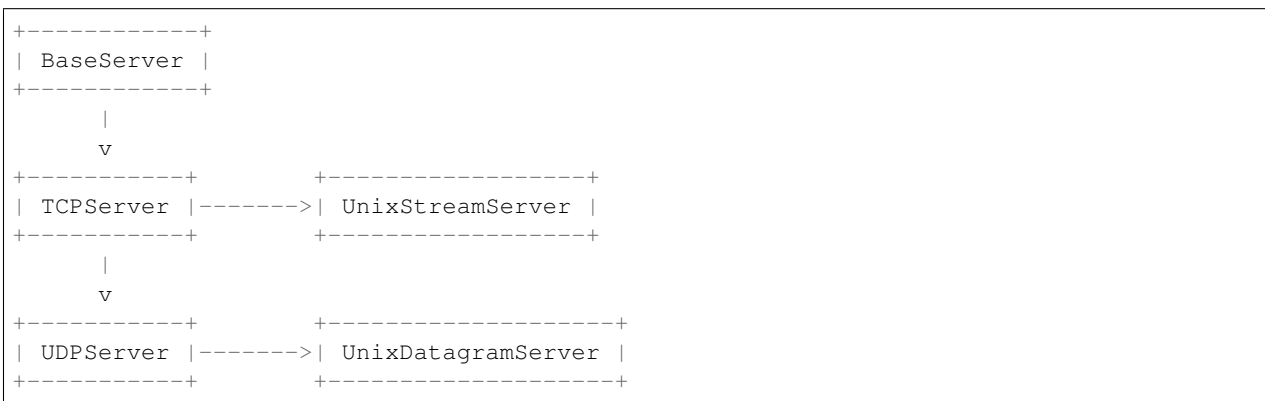 +------------+
| BaseServer |
+------------+
      |
      v
+-----------+        +------------------+
| TCPServer |------->| UnixStreamServer |
+-----------+        +------------------+
      |
      v
+-----------+        +--------------------+
| UDPServer |------->| UnixDatagramServer |
+-----------+        +--------------------+